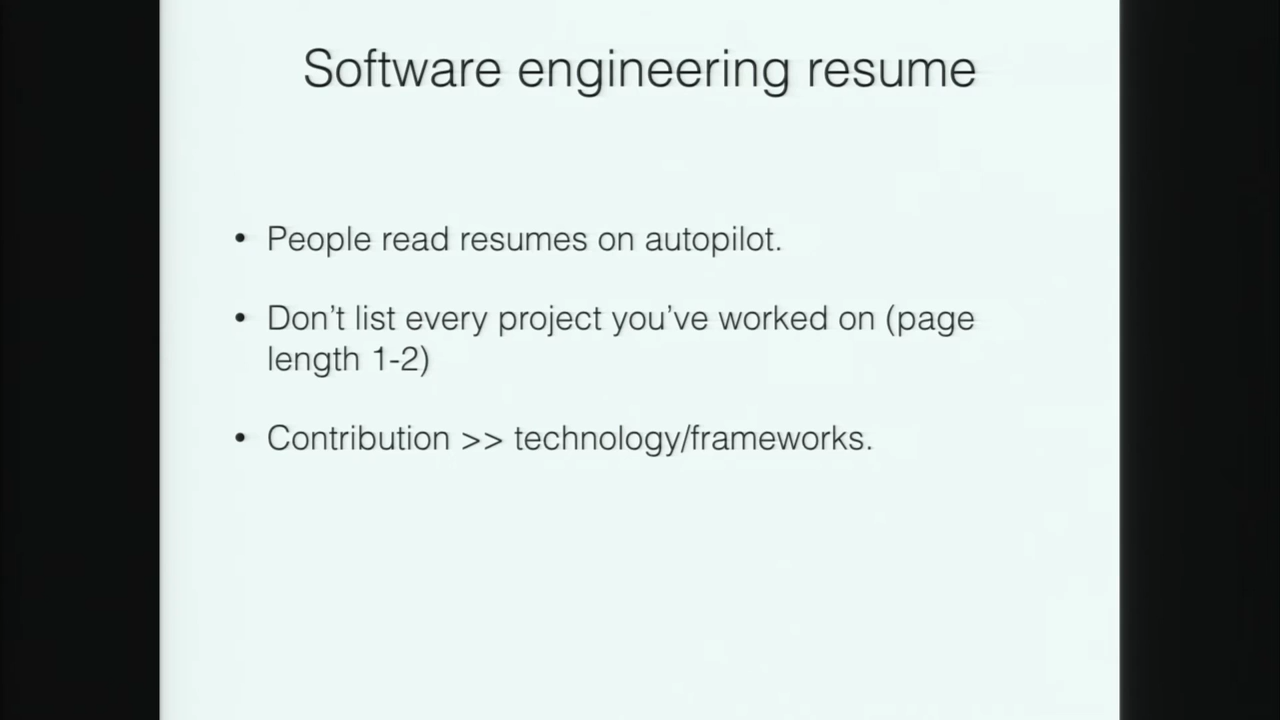 Software engineering resume
• People read resumes on autopilot.
• Don’t list every project you’ve worked on (page
length 1-2)
• Contribution >> technology/frameworks.